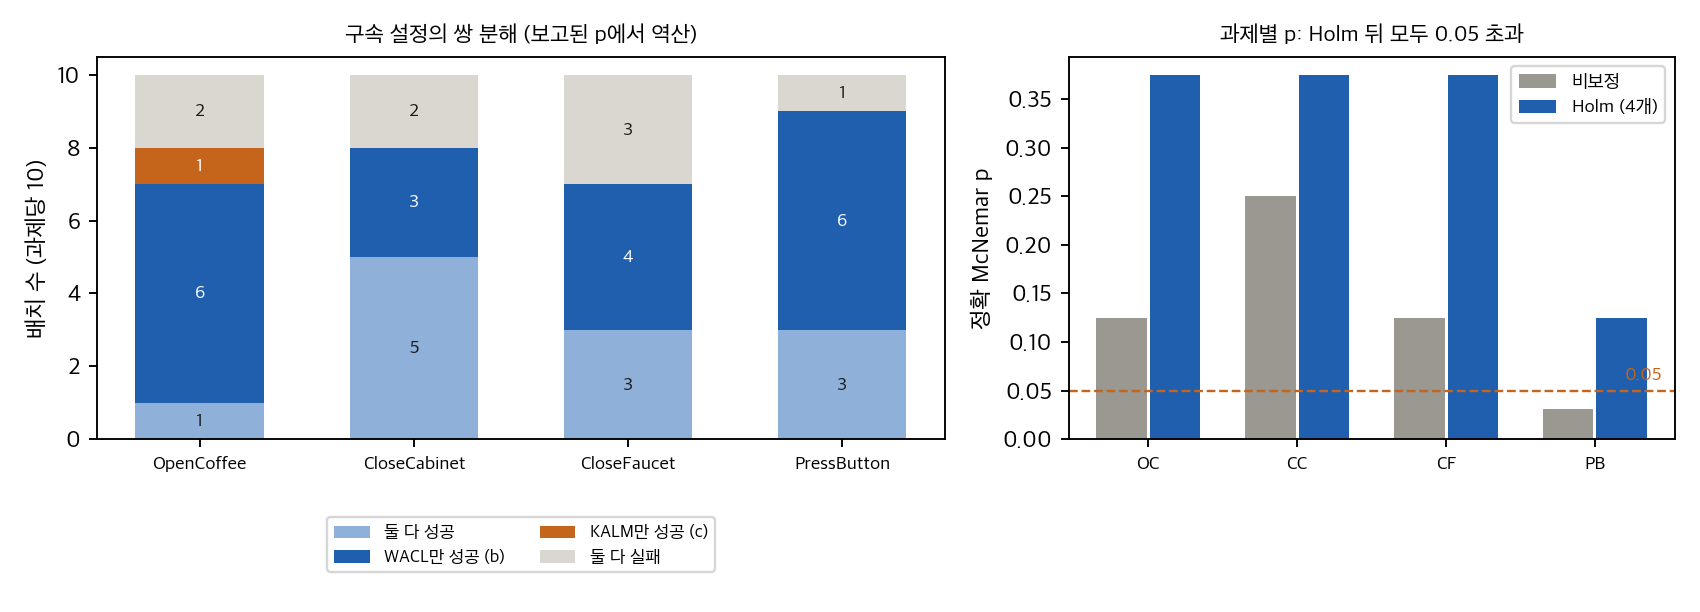 구속 설정의 쌍 분해 (보고된 p에서 역산)
배치 수 (과제당 10)
10
8
6
4
2
0
2
1
6
1
2
3
5
3
4
3
1
6
3
OpenCoffee
CloseCabinet
CloseFaucet
PressButton
둘 다 성공
WACL만 성공 (b)
KALM만 성공 (c)
둘 다 실패
과제별 p: Holm 뒤 모두 0.05 초과
정확 McNemar p
0.35
0.30
0.25
0.20
0.15
0.10
0.05
0.00
비보정
Holm (4개)
0.05
OC
CC
CF
PB